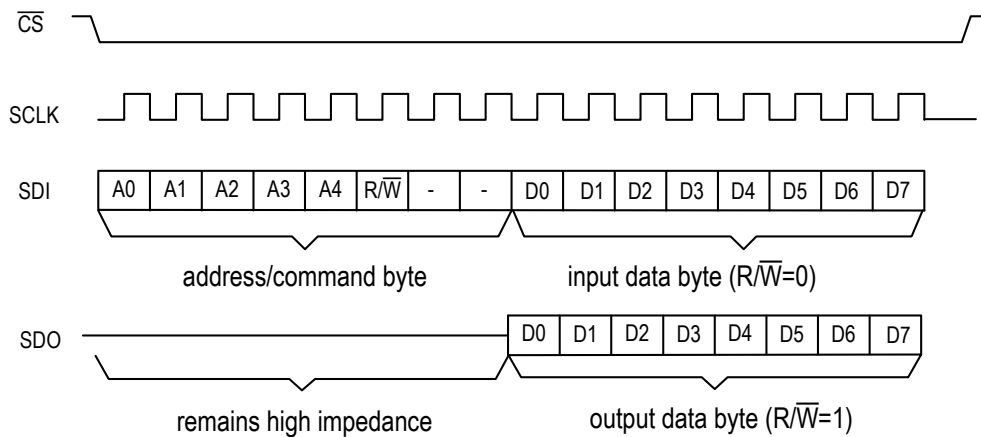 C̅S̅
SCLK
SDI A0 A1 A2 A3 A4 R/W̅ - - D0 D1 D2 D3 D4 D5 D6 D7
address/command byte input data byte (R/W̅=0)
SDO D0 D1 D2 D3 D4 D5 D6 D7
remains high impedance output data byte (R/W̅=1)